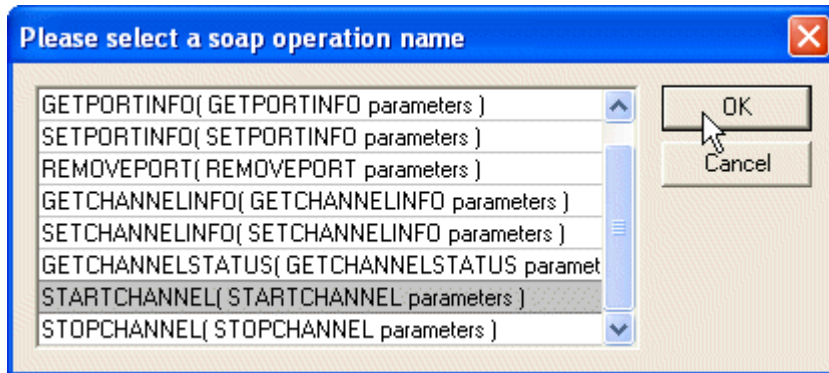 Please select a soap operation name
GETPORTINFO( GETPORTINFO parameters )
SETPORTINFO( SETPORTINFO parameters )
REMOVEPORT( REMOVEPORT parameters )
GETCHANNELINFO( GETCHANNELINFO parameters )
SETCHANNELINFO( SETCHANNELINFO parameters )
GETCHANNELSTATUS( GETCHANNELSTATUS paramet
STARTCHANNEL( STARTCHANNEL parameters )
STOPCHANNEL( STOPCHANNEL parameters )
OK
Cancel